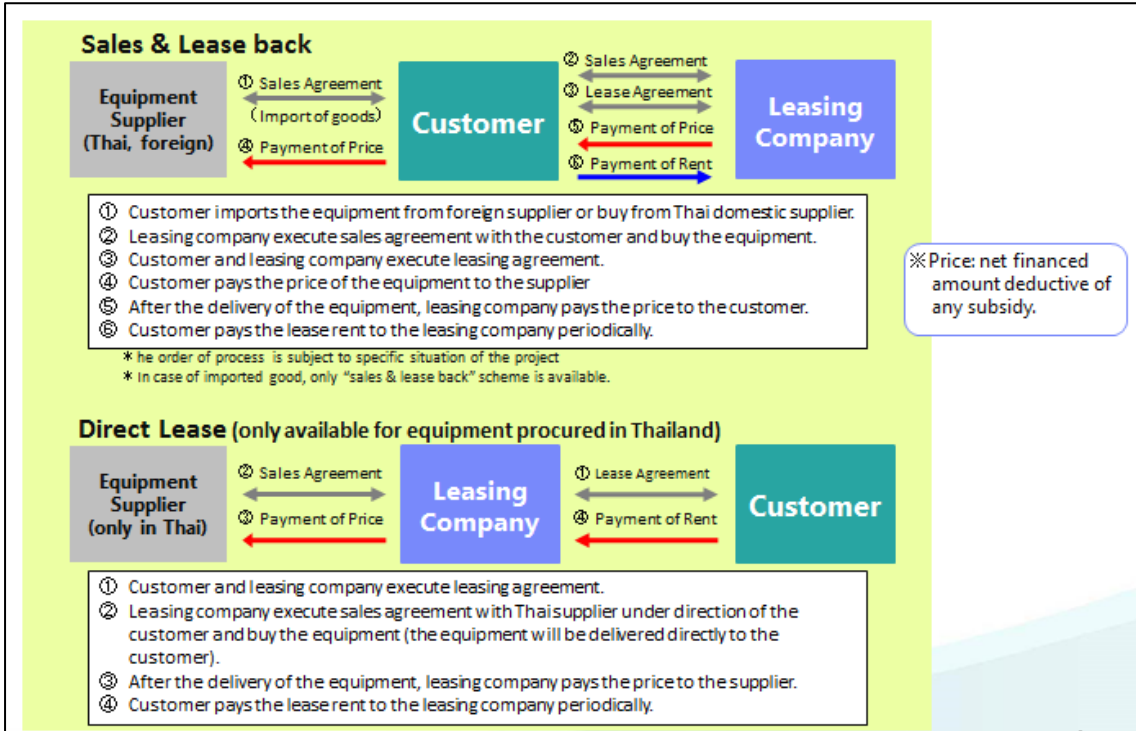 Sales & Lease back
Equipment
Supplier
(Thai, foreign)
① Sales Agreement
(Import of goods)
④ Payment of Price
Customer
② Sales Agreement
③ Lease Agreement
⑤ Payment of Price
⑥ Payment of Rent
Leasing
Company
① Customer imports the equipment from foreign supplier or buy from Thai domestic supplier.
② Leasing company execute sales agreement with the customer and buy the equipment.
③ Customer and leasing company execute leasing agreement.
④ Customer pays the price of the equipment to the supplier
⑤ After the delivery of the equipment, leasing company pays the price to the customer.
⑥ Customer pays the lease rent to the leasing company periodically.
* he order of process is subject to specific situation of the project
* In case of imported good, only "sales & lease back" scheme is available.
※Price: net financed
amount deductive of
any subsidy.
Direct Lease (only available for equipment procured in Thailand)
Equipment
Supplier
(only in Thai)
② Sales Agreement
③ Payment of Price
Leasing
Company
① Lease Agreement
④ Payment of Rent
Customer
① Customer and leasing company execute leasing agreement.
② Leasing company execute sales agreement with Thai supplier under direction of the
customer and buy the equipment (the equipment will be delivered directly to the
customer).
③ After the delivery of the equipment, leasing company pays the price to the supplier.
④ Customer pays the lease rent to the leasing company periodically.